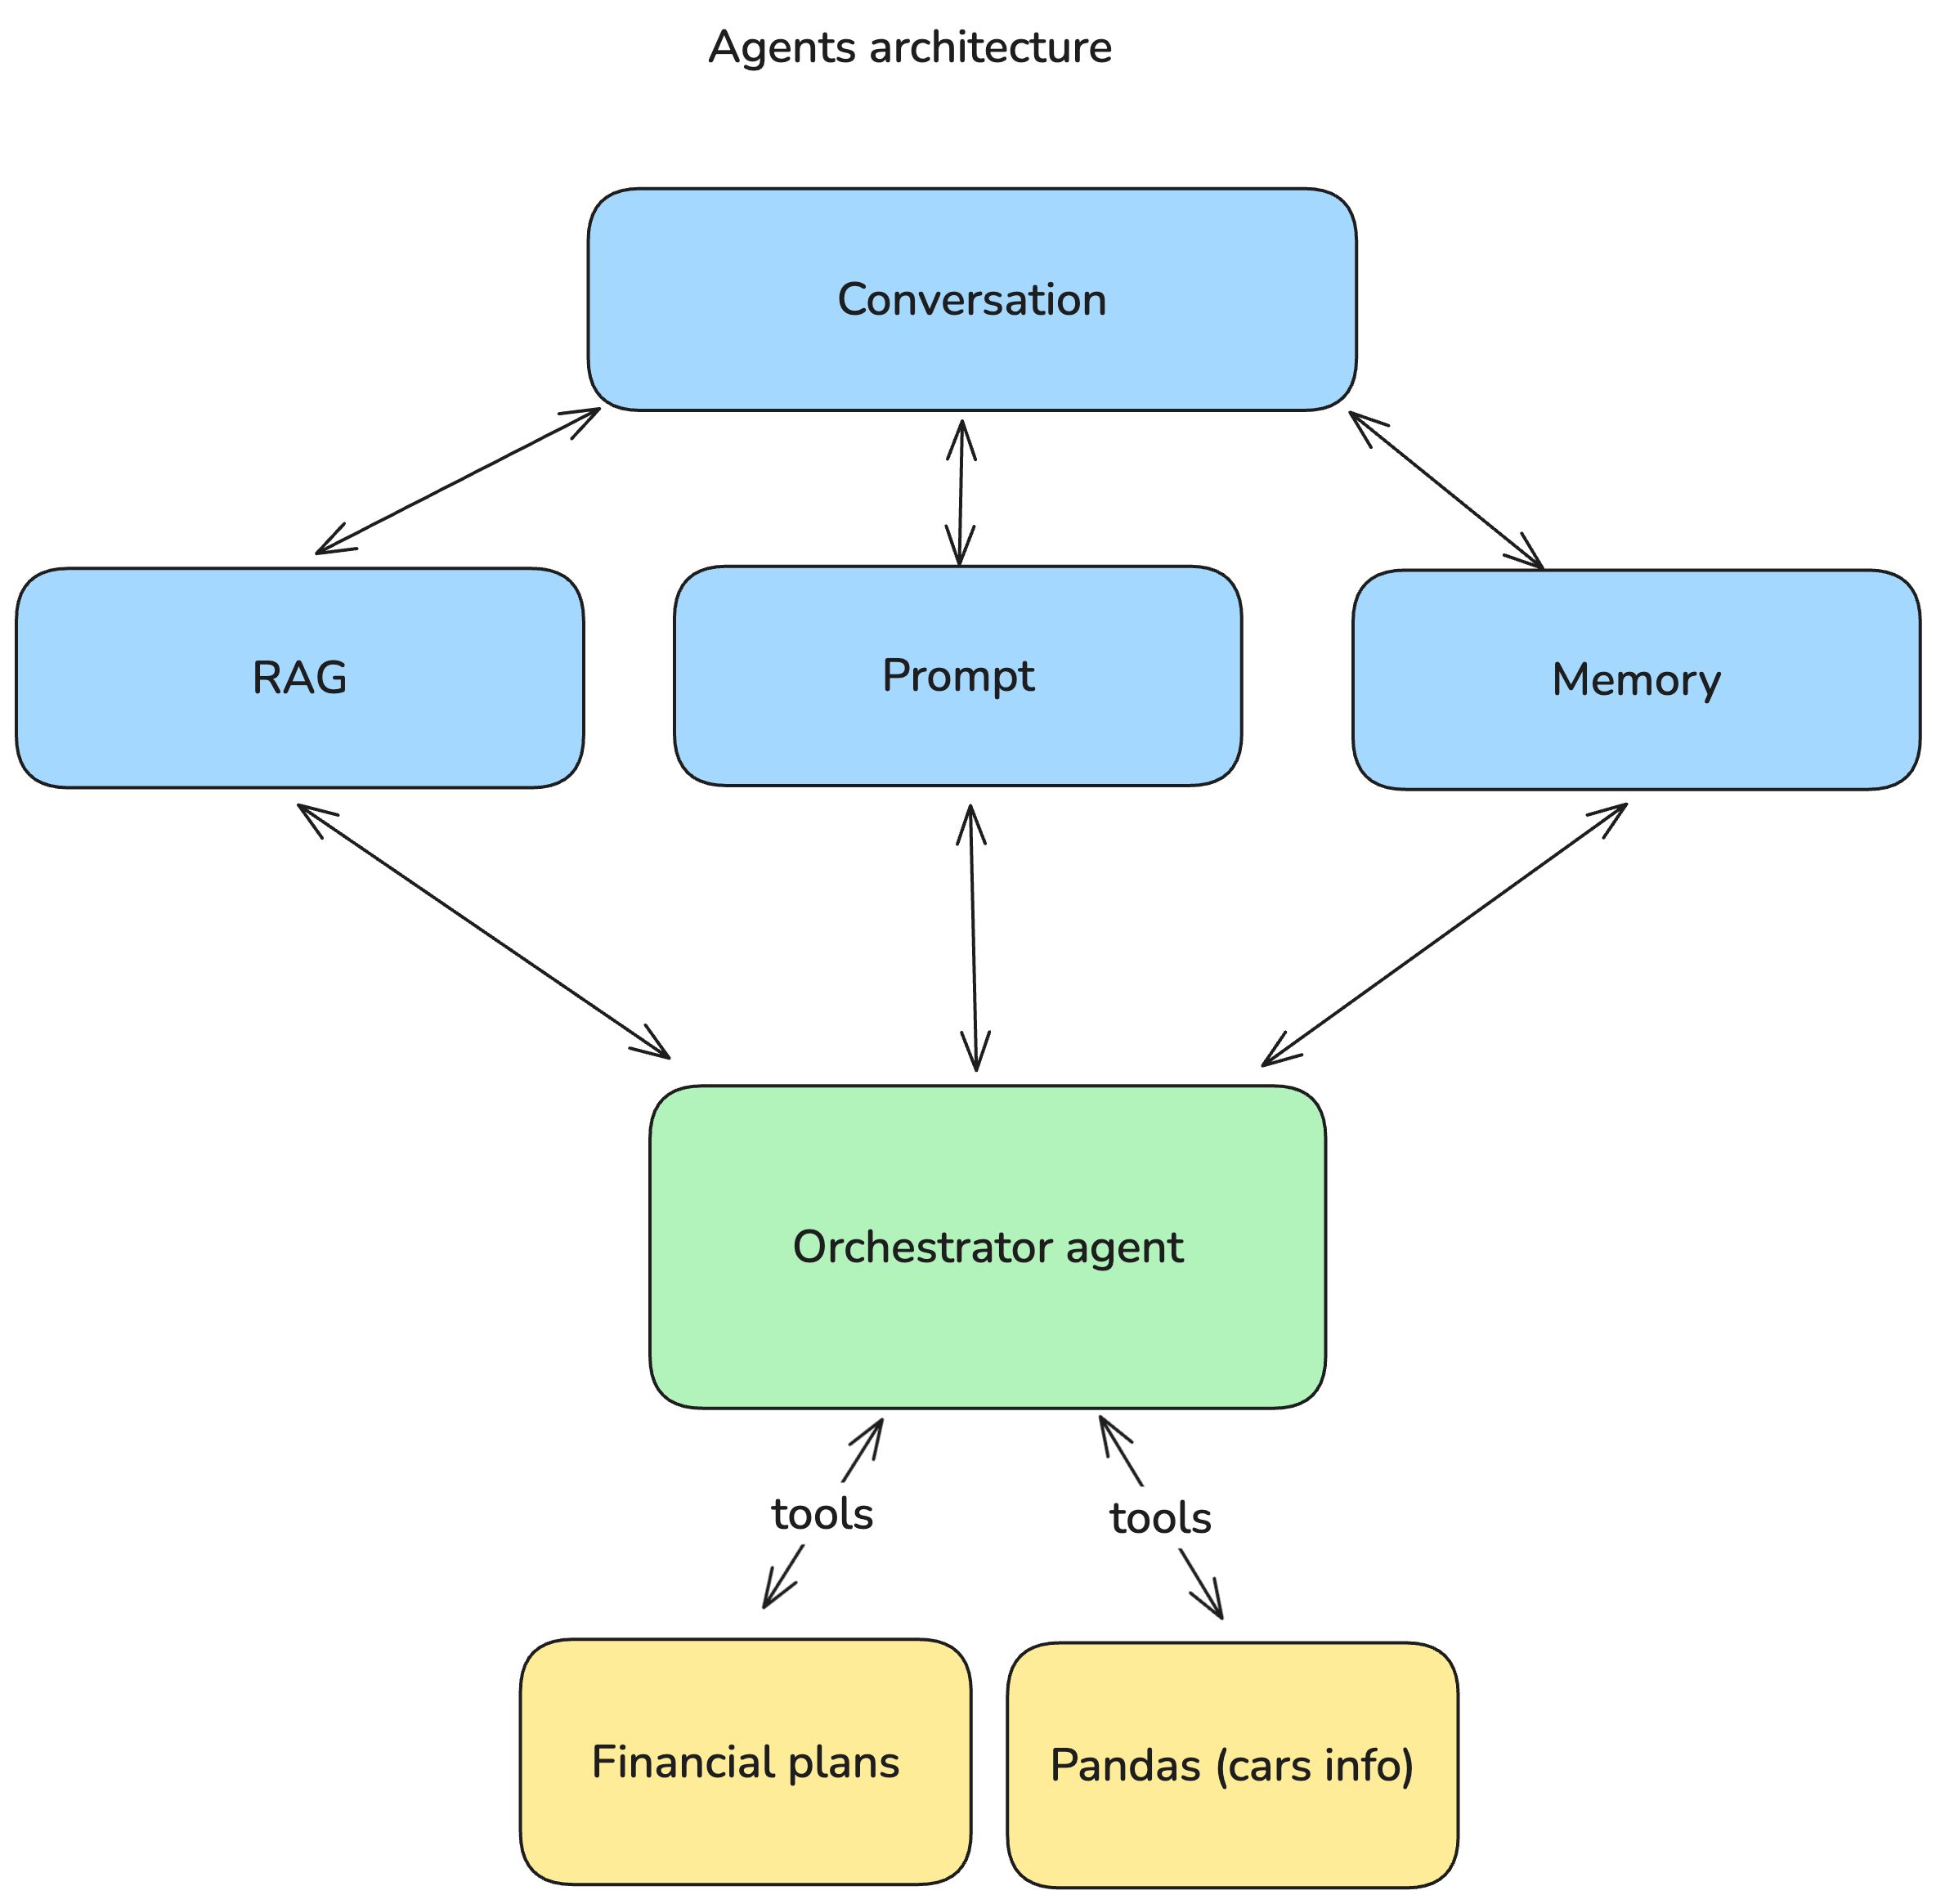 Agents architecture
Conversation
RAG
Prompt
Memory
Orchestrator agent
tools
tools
Financial plans
Pandas (cars info)